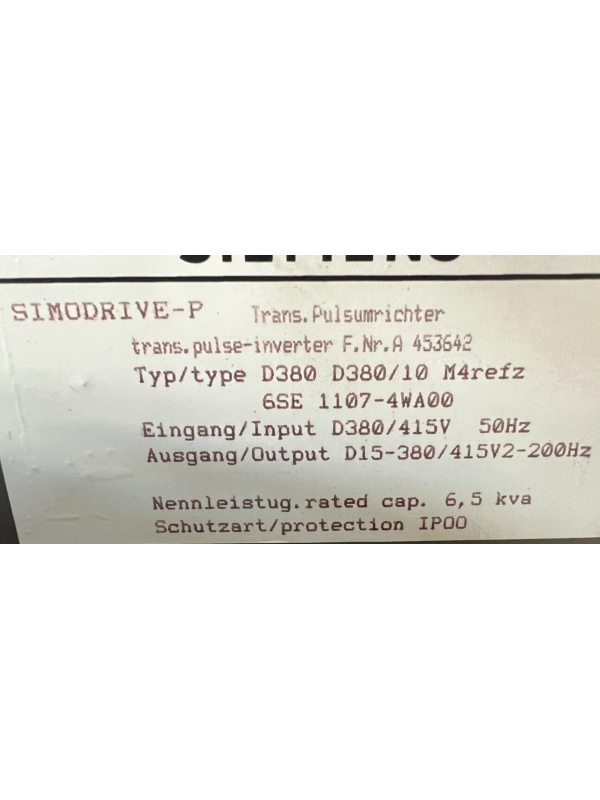 SIEMENS
SIMODRIVE-P Trans.Pulsumrichter
trans.pulse-inverter F.Nr.A 453642
Typ/type D380 D380/10 M4refz
6SE 1107-4WA00
Eingang/Input D380/415V 50Hz
Ausgang/Output D15-380/415V2-200Hz
Nennleistug.rated cap. 6,5 kva
Schutzart/protection IP00